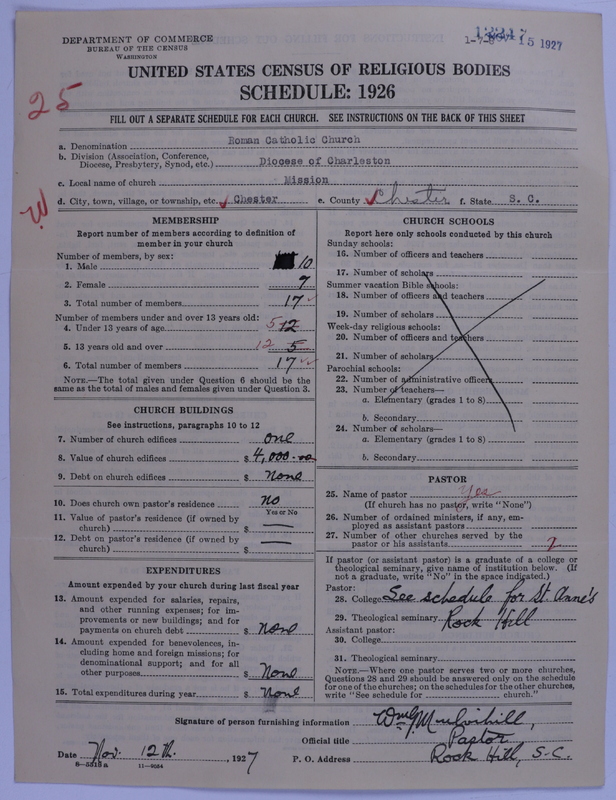 DEPARTMENT OF COMMERCE
BUREAU OF THE CENSUS
WASHINGTON
15 1927
UNITED STATES CENSUS OF RELIGIOUS BODIES
SCHEDULE: 1926
25
FILL OUT A SEPARATE SCHEDULE FOR EACH CHURCH. SEE INSTRUCTIONS ON THE BACK OF THIS SHEET
a. Denomination Roman Catholic Church
b. Division (Association, Conference, Diocese, Presbytery, Synod, etc.) Diocese of Charleston
c. Local name of church Mission
d. City, town, village, or township, etc. Chester e. County Chester f. State S. C.
W
MEMBERSHIP
Report number of members according to definition of
member in your church
Number of members, by sex:
1. Male 10
2. Female 7
3. Total number of members 17
Number of members under and over 13 years old:
4. Under 13 years of age 5 12
5. 13 years old and over 12 5
6. Total number of members 17
NOTE.—The total given under Question 6 should be
same as the total of males and females given under Question 3.
CHURCH BUILDINGS
See instructions, paragraphs 10 to 12
7. Number of church edifices one
8. Value of church edifices $ 4,000.00
9. Debt on church edifices $ None
10. Does church own pastor's residence No
Yes or No
11. Value of pastor's residence (if owned by
church) $ —
12. Debt on pastor's residence (if owned by
church) $ —
EXPENDITURES
Amount expended by your church during last fiscal year
13. Amount expended for salaries, repairs,
and other running expenses; for im-
provements or new buildings; and for
payments on church debt $ None
14. Amount expended for benevolences, in-
cluding home and foreign missions; for
denominational support; and for all
other purposes $ None
15. Total expenditures during year $ None
CHURCH SCHOOLS
Report here only schools conducted by this church
Sunday schools:
16. Number of officers and teachers
17. Number of scholars
Summer vacation Bible schools:
18. Number of officers and teachers
19. Number of scholars
Week-day religious schools:
20. Number of officers and teachers
21. Number of scholars
Parochial schools:
22. Number of administrative officers
23. Number of teachers—
a. Elementary (grades 1 to 8)
b. Secondary
24. Number of scholars—
a. Elementary (grades 1 to 8)
b. Secondary
PASTOR
25. Name of pastor Yes
(If church has no pastor, write "None")
26. Number of ordained ministers, if any, em-
ployed as assistant pastors
27. Number of other churches served by the
pastor or his assistants
If pastor (or assistant pastor) is a graduate of a college or
theological seminary, give name of institution below. (If
not a graduate, write "No" in the space indicated.)
Pastor:
28. College See schedule for St. Anne's
29. Theological seminary Rock Hill
Assistant pastor:
30. College
31. Theological seminary
NOTE.—Where one pastor serves two or more churches,
Questions 28 and 29 should be answered only on the schedule
for one of the churches; on the schedules for the other churches,
write "See schedule for church."
Signature of person furnishing information Wm J. Mulvihill,
Official title Pastor
Date Nov. 12th, 1927 P. O. Address Rock Hill, S.C.
8-5515a 11-9054